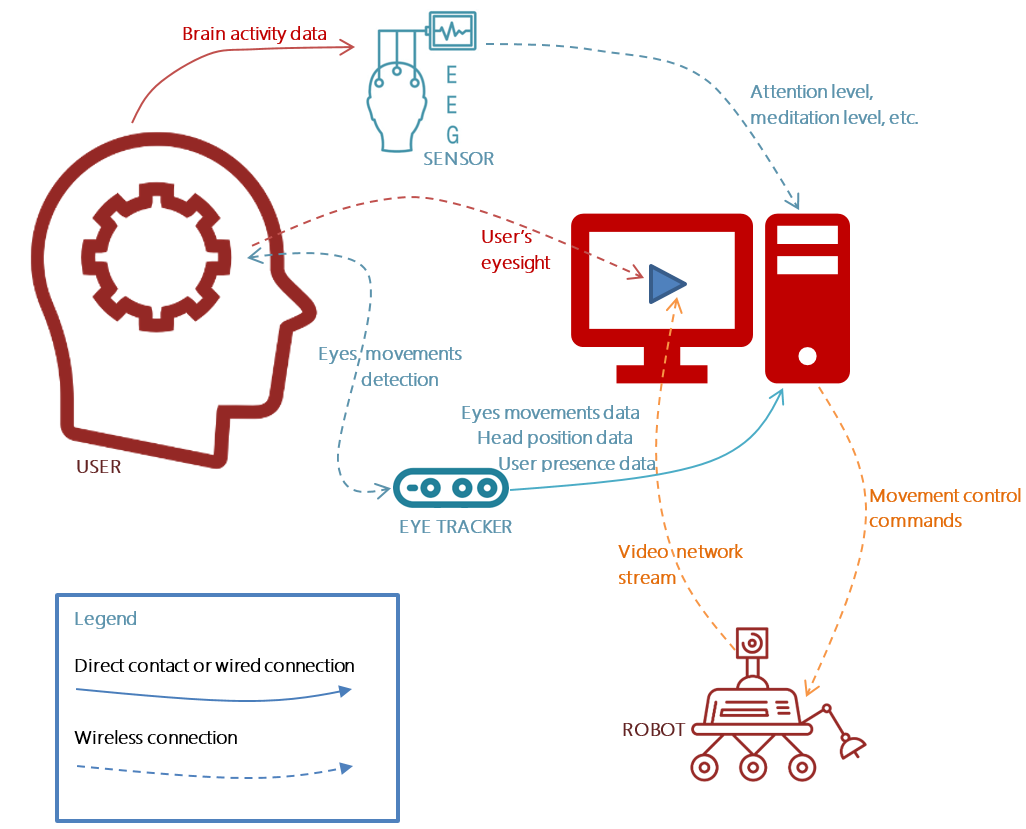 Brain activity data
E
E
G
SENSOR
Attention level,
meditation level, etc.
User's
eyesight
Eyes movements
detection
Eyes movements data
Head position data
User presence data
USER
EYE TRACKER
Movement control
commands
Video network
stream
ROBOT
Legend
Direct contact or wired connection
Wireless connection